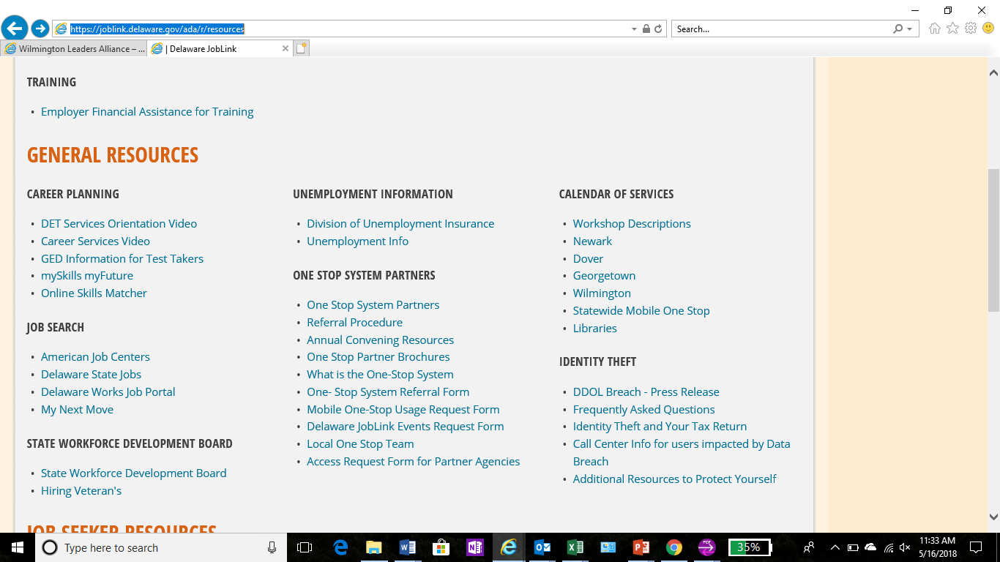 https://joblink.delaware.gov/ada/r/resources
Search...
Wilmington Leaders Alliance – ...
| Delaware JobLink
TRAINING
• Employer Financial Assistance for Training
GENERAL RESOURCES
CAREER PLANNING
• DET Services Orientation Video
• Career Services Video
• GED Information for Test Takers
• mySkills myFuture
• Online Skills Matcher
JOB SEARCH
• American Job Centers
• Delaware State Jobs
• Delaware Works Job Portal
• My Next Move
STATE WORKFORCE DEVELOPMENT BOARD
• State Workforce Development Board
• Hiring Veteran's
UNEMPLOYMENT INFORMATION
• Division of Unemployment Insurance
• Unemployment Info
ONE STOP SYSTEM PARTNERS
• One Stop System Partners
• Referral Procedure
• Annual Convening Resources
• One Stop Partner Brochures
• What is the One-Stop System
• One- Stop System Referral Form
• Mobile One-Stop Usage Request Form
• Delaware JobLink Events Request Form
• Local One Stop Team
• Access Request Form for Partner Agencies
CALENDAR OF SERVICES
• Workshop Descriptions
• Newark
• Dover
• Georgetown
• Wilmington
• Statewide Mobile One Stop
• Libraries
IDENTITY THEFT
• DDOL Breach - Press Release
• Frequently Asked Questions
• Identity Theft and Your Tax Return
• Call Center Info for users impacted by Data
Breach
• Additional Resources to Protect Yourself
JOB SEEKER RESOURCES
Type here to search
35%
11:33 AM
5/16/2018